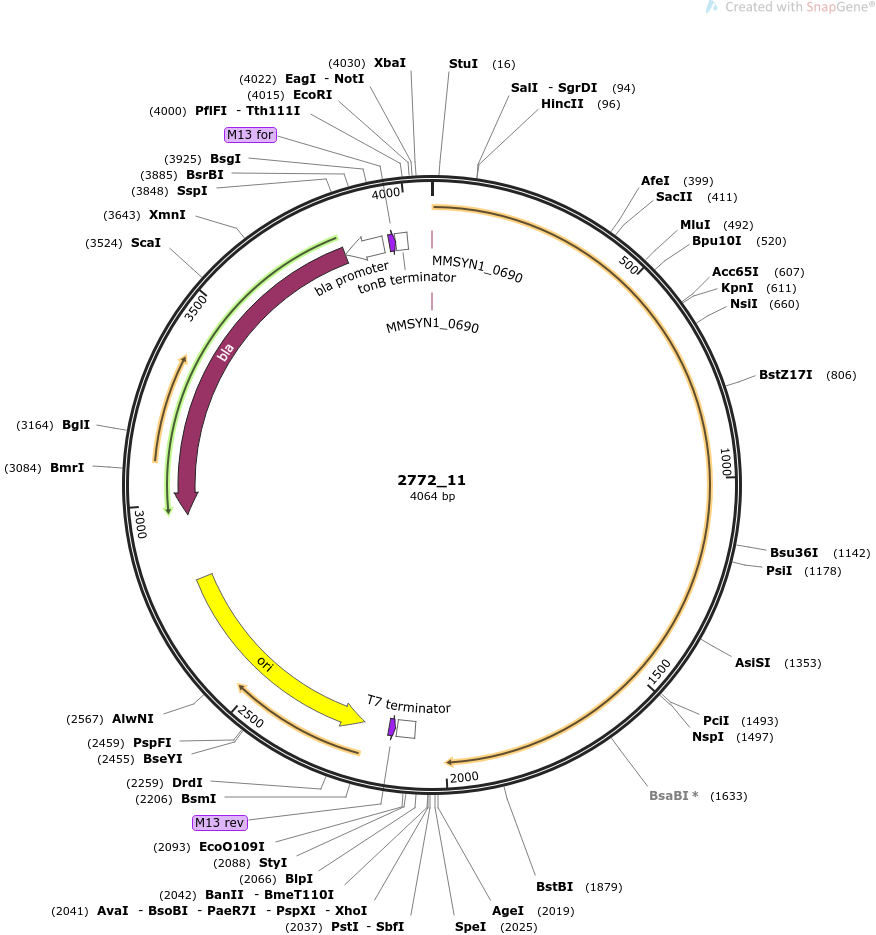 Created with SnapGene®
(4030) XbaI
StuI (16)
(4022) EagI - NotI
SalI - SgrDI (94)
(4015) EcoRI
HincII (96)
(4000) PflFI - Tth111I
M13 for
(3925) BsgI
(3885) BsrBI
(3848) SspI
(3643) XmnI
(3524) ScaI
AfeI (399)
SacII (411)
MluI (492)
Bpu10I (520)
Acc65I (607)
KpnI (611)
NsiI (660)
BstZ17I (806)
4000
500
3500
1000
3000
1500
2500
2000
bla promoter
tonB terminator
MMSYN1_0690
MMSYN1_0690
bla
(3164) BglI
(3084) BmrI
2772_11
4064 bp
Bsu36I (1142)
PsiI (1178)
AsiSI (1353)
PciI (1493)
NspI (1497)
BsaBI * (1633)
ori
T7 terminator
(2567) AlwNI
(2459) PspFI
(2455) BseYI
(2259) DrdI
(2206) BsmI
M13 rev
(2093) EcoO109I
(2088) StyI
(2066) BlpI
(2042) BanII - BmeT110I
(2041) AvaI - BsoBI - PaeR7I - PspXI - XhoI
(2037) PstI - SbfI
BstBI (1879)
AgeI (2019)
SpeI (2025)